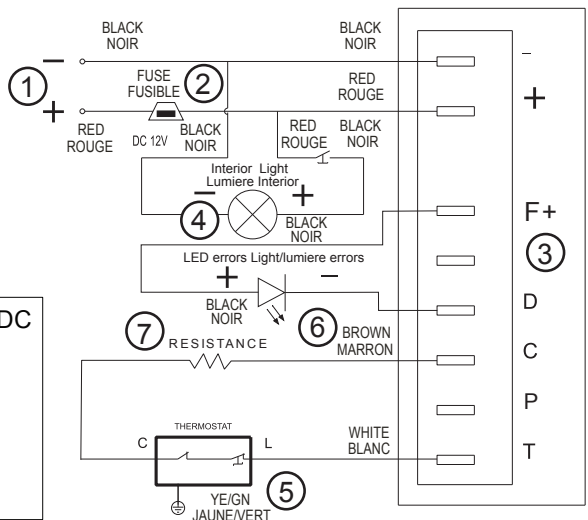 BLACK
NOIR
BLACK
NOIR
−
−
1
FUSE
FUSIBLE
2
RED
ROUGE
+
+
RED
ROUGE
DC 12V
BLACK
NOIR
RED
ROUGE
BLACK
NOIR
Interior Light
Lumiere Interior
−
+
4
BLACK
NOIR
F+
3
LED errors Light/lumiere errors
+
−
BLACK
NOIR
D
DC
7
RESISTANCE
6
BROWN
MARRON
C
P
THERMOSTAT
C
L
WHITE
BLANC
T
5
YE/GN
JAUNE/VERT